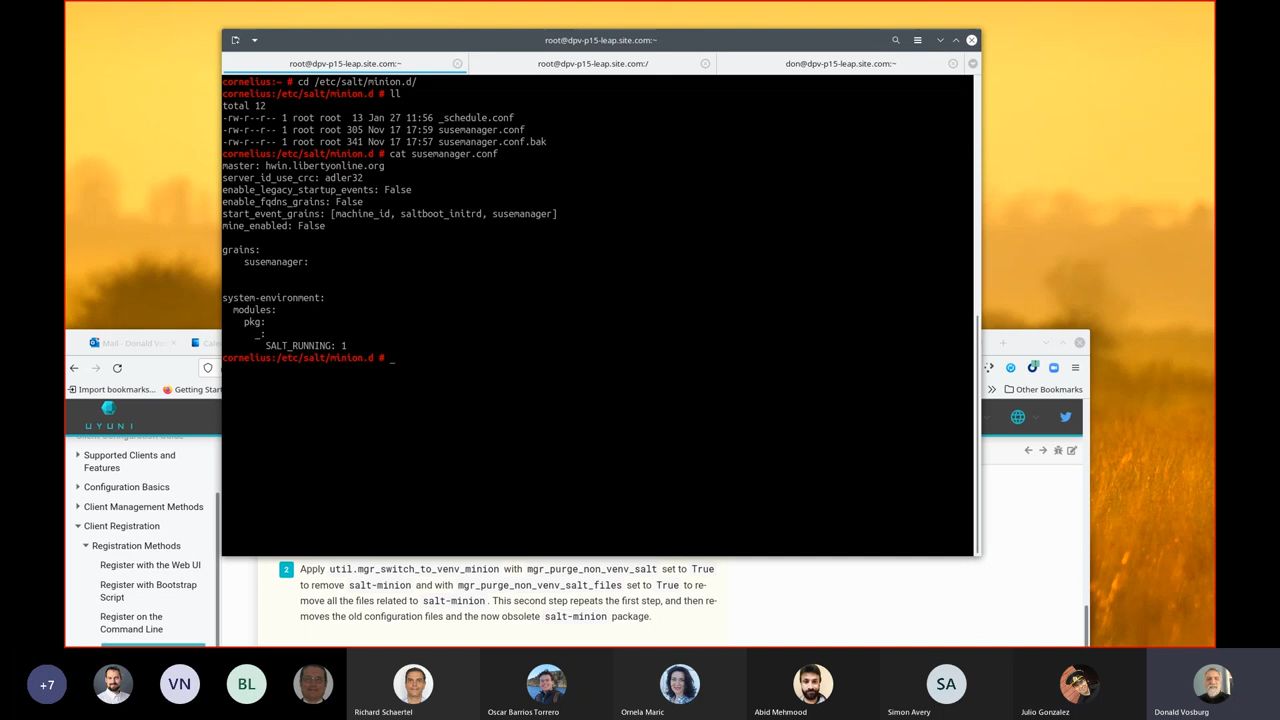 root@dpv-p15-leap.site.com:~
root@dpv-p15-leap.site.com:~
root@dpv-p15-leap.site.com:/
don@dpv-p15-leap.site.com:~
cornelius:~ # cd /etc/salt/minion.d/
cornelius:/etc/salt/minion.d # ll
total 12
-rw-r--r-- 1 root root  13 Jan 27 11:56 _schedule.conf
-rw-r--r-- 1 root root 305 Nov 17 17:59 susemanager.conf
-rw-r--r-- 1 root root 341 Nov 17 17:57 susemanager.conf.bak
cornelius:/etc/salt/minion.d # cat susemanager.conf
master: hwin.libertyonline.org
server_id_use_crc: adler32
enable_legacy_startup_events: False
enable_fqdns_grains: False
start_event_grains: [machine_id, saltboot_initrd, susemanager]
mine_enabled: False
grains:
susemanager:
system-environment:
modules:
pkg:
_:
SALT_RUNNING: 1
cornelius:/etc/salt/minion.d # _
Mail - Donald Vo
Cale
Import bookmarks...
Getting Star
Other Bookmarks
UYUNI
Client Configuration Guide
Supported Clients and
Features
Configuration Basics
Client Management Methods
Client Registration
Registration Methods
Register with the Web UI
Register with Bootstrap
Script
Register on the
Command Line
2 Apply util.mgr_switch_to_venv_minion with mgr_purge_non_venv_salt set to True
to remove salt-minion and with mgr_purge_non_venv_salt_files set to True to re-
move all the files related to salt-minion. This second step repeats the first step, and then re-
moves the old configuration files and the now obsolete salt-minion package.
+7
VN
BL
SA
Richard Schaertel
Oscar Barrios Torrero
Ornela Maric
Abid Mehmood
Simon Avery
Julio Gonzalez
Donald Vosburg